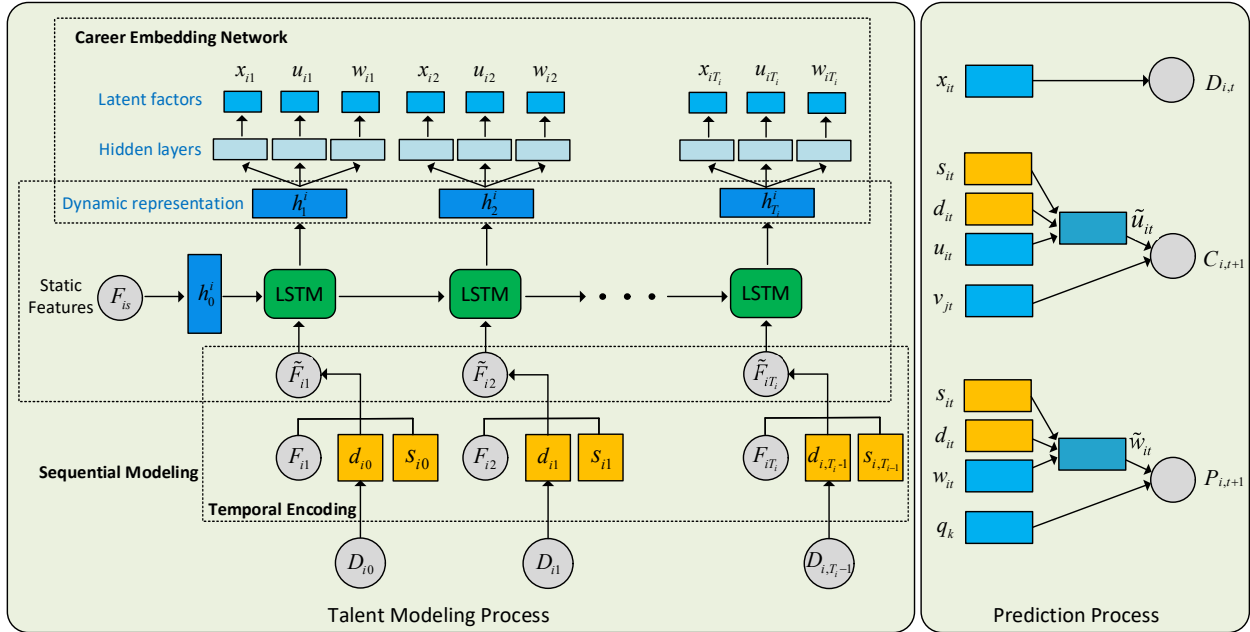 Career Embedding Network
x_{i1} u_{i1} w_{i1} x_{i2} u_{i2} w_{i2} x_{iT_i} u_{iT_i} w_{iT_i}
Latent factors
Hidden layers
Dynamic representation h_1^i h_2^i h_{T_i}^i
Static
Features
F_{is} h_0^i LSTM LSTM • • • LSTM
F̃_{i1} F̃_{i2} F̃_{iT_i}
F_{i1} d_{i0} s_{i0} F_{i2} d_{i1} s_{i1} F_{iT_i} d_{i,T_i-1} s_{i,T_{i-1}}
Sequential Modeling
Temporal Encoding
D_{i0} D_{i1} D_{i,T_i-1}
Talent Modeling Process
x_{it} D_{i,t}
s_{it}
d_{it} ũ_{it}
u_{it} C_{i,t+1}
v_{jt}
s_{it}
d_{it} w̃_{it}
w_{it} P_{i,t+1}
q_k
Prediction Process